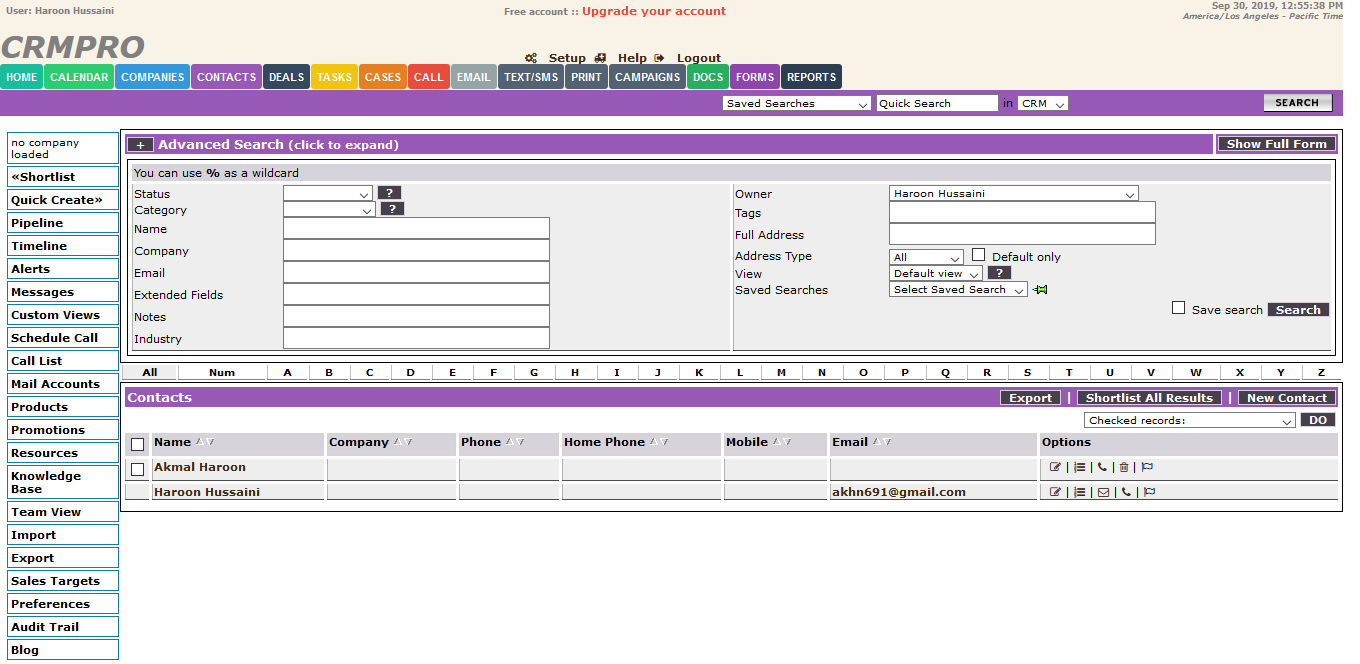 User: Haroon Hussaini
Free account :: Upgrade your account
Sep 30, 2019, 12:55:38 PM
America/Los Angeles - Pacific Time
CRMPRO
Setup Help Logout
HOME CALENDAR COMPANIES CONTACTS DEALS TASKS CASES CALL EMAIL TEXT/SMS PRINT CAMPAIGNS DOCS FORMS REPORTS
Saved Searches Quick Search in CRM SEARCH
no company
loaded
«Shortlist
Quick Create»
Pipeline
Timeline
Alerts
Messages
Custom Views
Schedule Call
Call List
Mail Accounts
Products
Promotions
Resources
Knowledge
Base
Team View
Import
Export
Sales Targets
Preferences
Audit Trail
Blog
+ Advanced Search (click to expand) Show Full Form
You can use % as a wildcard
Status ?
Category ?
Name
Company
Email
Extended Fields
Notes
Industry
Owner Haroon Hussaini
Tags
Full Address
Address Type All Default only
View Default view ?
Saved Searches Select Saved Search
Save search Search
All Num A B C D E F G H I J K L M N O P Q R S T U V W X Y Z
Contacts Export | Shortlist All Results | New Contact
Checked records: DO
Name Company Phone Home Phone Mobile Email Options
Akmal Haroon | | | |
Haroon Hussaini akhn691@gmail.com | | | |